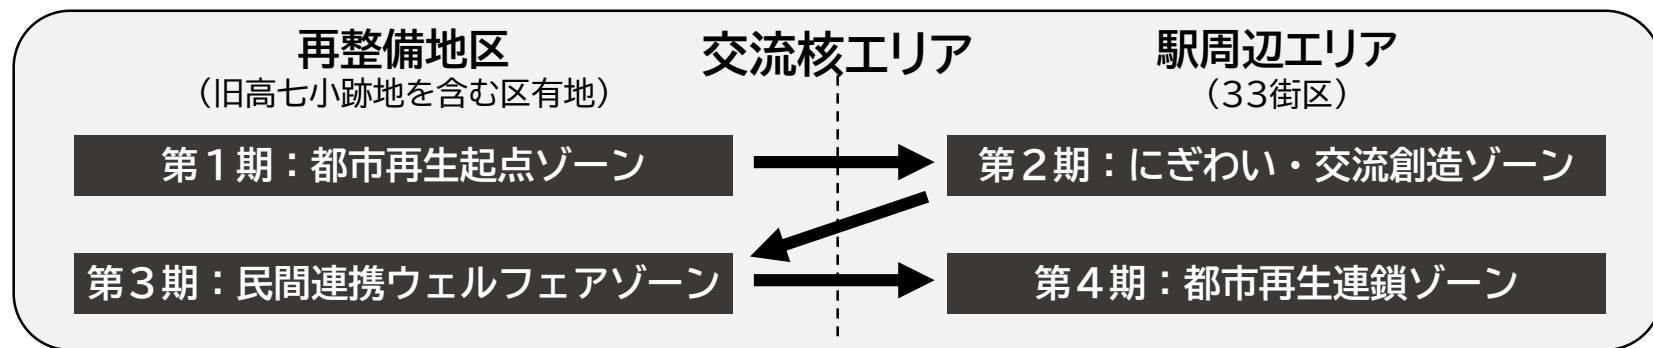 再整備地区
（旧高七小跡地を含む区有地）
交流核エリア
駅周辺エリア
（33街区）
第１期：都市再生起点ゾーン
第２期：にぎわい・交流創造ゾーン
第３期：民間連携ウェルフェアゾーン
第４期：都市再生連鎖ゾーン